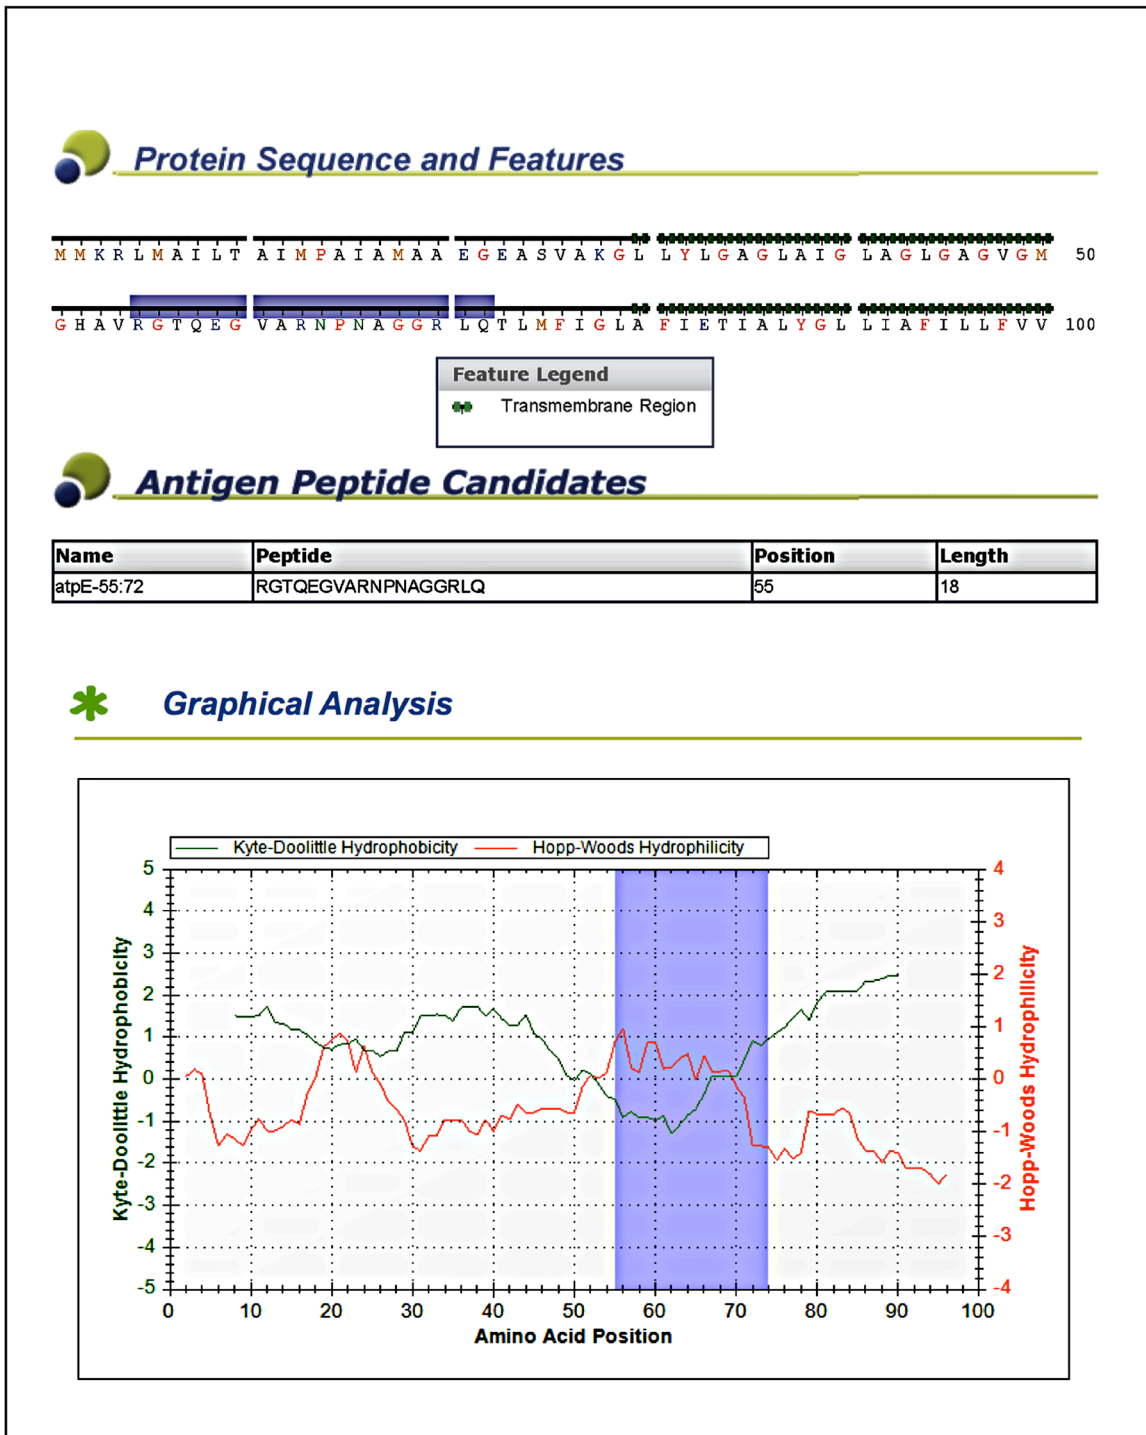 Protein Sequence and Features
M M K R L M A I L T A I M P A I A M A A E G E A S V A K G L L Y L G A G L A I G L A G L G A G V G M 50
G H A V R G T Q E G V A R N P N A G G R L Q T L M F I G L A F I E T I A L Y G L L I A F I L L F V V 100
Feature Legend
Transmembrane Region
Antigen Peptide Candidates
Name Peptide Position Length
atpE-55:72 RGTQEGVARNPNAGGRLQ 55 18
Graphical Analysis
Kyte-Doolittle Hydrophobicity Hopp-Woods Hydrophilicity
5 4
4
3 3
2 2
1 1
0 0
-1 -1
-2 -2
-3 -3
-4
-5 -4
Kyte-Doolittle Hydrophobicity
Hopp-Woods Hydrophilicity
0 10 20 30 40 50 60 70 80 90 100
Amino Acid Position